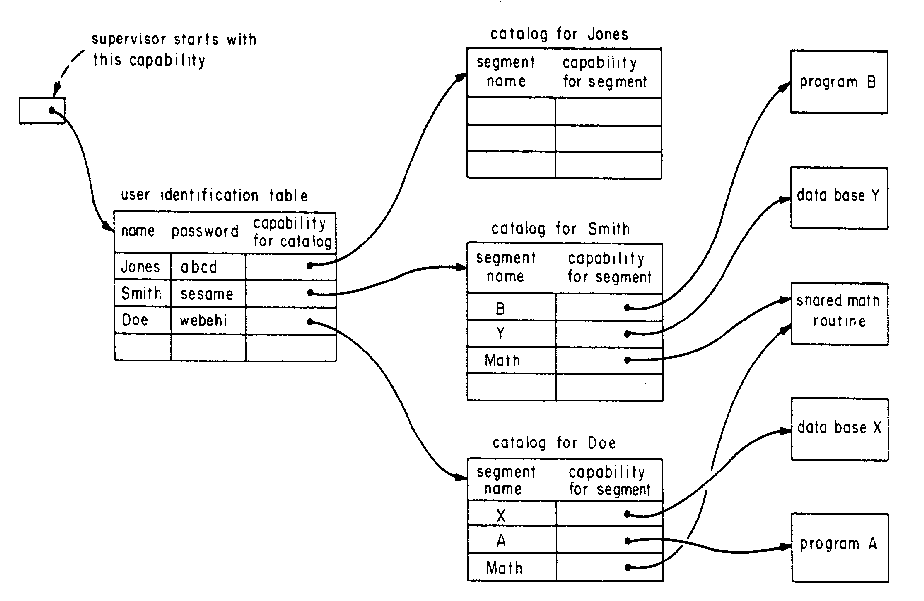 supervisor starts with
this capability
user identification table
name password capability
for catalog
Jones abcd
Smith sesame
Doe webehi
catalog for Jones
segment capability
name for segment
catalog for Smith
segment capability
name for segment
B
Y
Math
catalog for Doe
segment capability
name for segment
X
A
Math
program B
data base Y
shared math
routine
data base X
program A